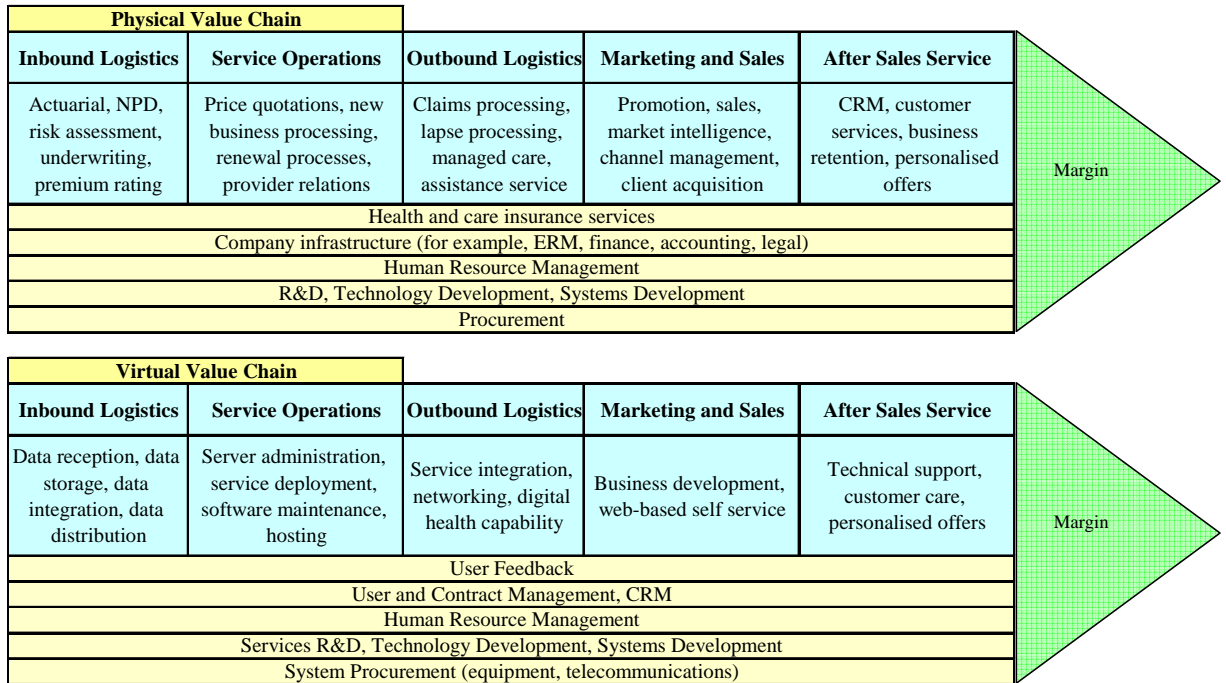 Physical Value Chain
Inbound Logistics
Service Operations
Outbound Logistics
Marketing and Sales
After Sales Service
Actuarial, NPD,
risk assessment,
underwriting,
premium rating
Price quotations, new
business processing,
renewal processes,
provider relations
Claims processing,
lapse processing,
managed care,
assistance service
Promotion, sales,
market intelligence,
channel management,
client acquisition
CRM, customer
services, business
retention, personalised
offers
Margin
Health and care insurance services
Company infrastructure (for example, ERM, finance, accounting, legal)
Human Resource Management
R&D, Technology Development, Systems Development
Procurement
Virtual Value Chain
Inbound Logistics
Service Operations
Outbound Logistics
Marketing and Sales
After Sales Service
Data reception, data
storage, data
integration, data
distribution
Server administration,
service deployment,
software maintenance,
hosting
Service integration,
networking, digital
health capability
Business development,
web-based self service
Technical support,
customer care,
personalised offers
Margin
User Feedback
User and Contract Management, CRM
Human Resource Management
Services R&D, Technology Development, Systems Development
System Procurement (equipment, telecommunications)